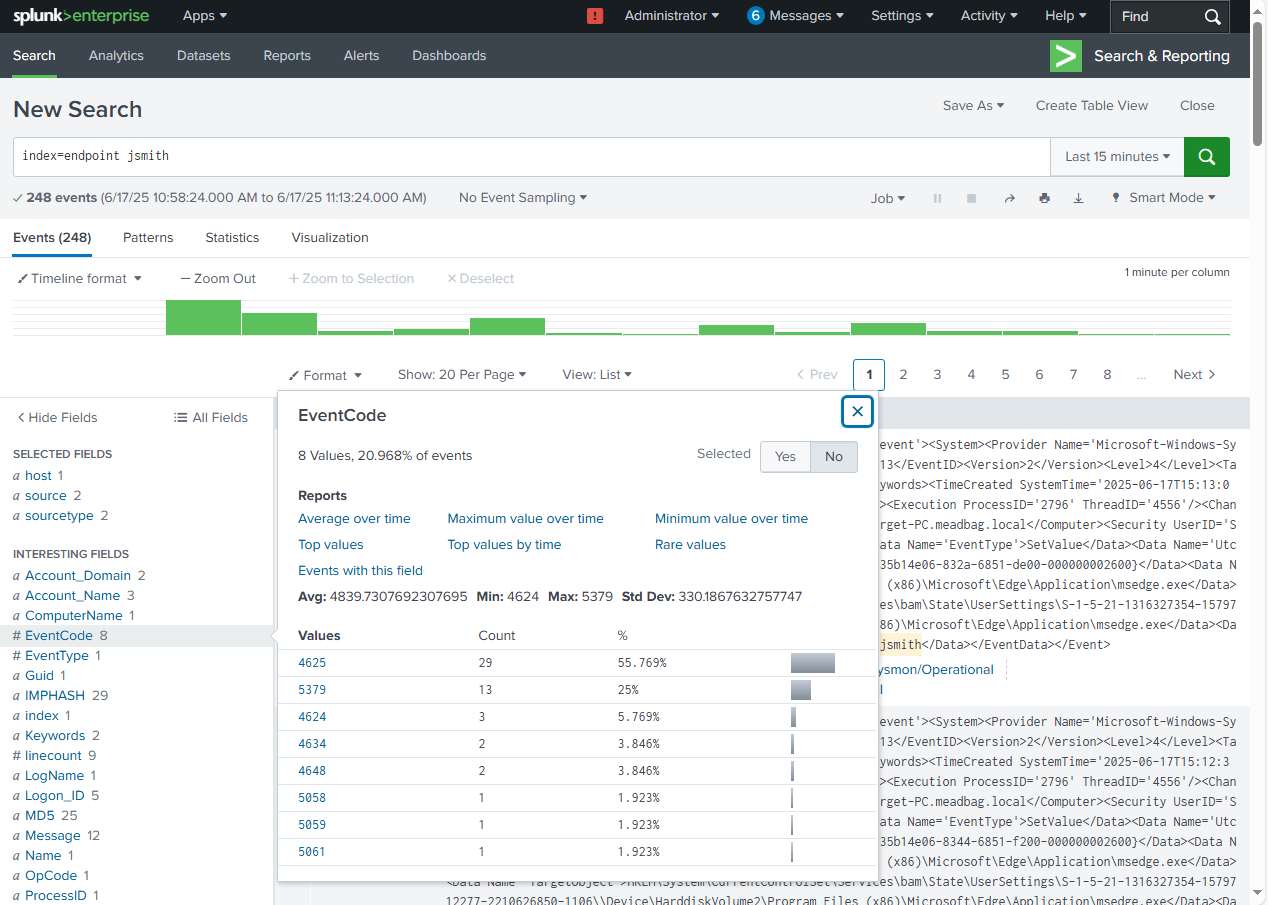 splunk>enterprise Apps ! Administrator 6 Messages Settings Activity Help Find
Search Analytics Datasets Reports Alerts Dashboards > Search & Reporting
New Search Save As Create Table View Close
index=endpoint jsmith Last 15 minutes
✓ 248 events (6/17/25 10:58:24.000 AM to 6/17/25 11:13:24.000 AM) No Event Sampling Job Smart Mode
Events (248) Patterns Statistics Visualization
Timeline format — Zoom Out + Zoom to Selection × Deselect 1 minute per column
Format Show: 20 Per Page View: List < Prev 1 2 3 4 5 6 7 8 ... Next >
< Hide Fields All Fields
SELECTED FIELDS
a host 1
a source 2
a sourcetype 2
INTERESTING FIELDS
a Account_Domain 2
a Account_Name 3
a ComputerName 1
# EventCode 8
# EventType 1
a Guid 1
a IMPHASH 29
a index 1
a Keywords 2
# linecount 9
a LogName 1
a Logon_ID 5
a MD5 25
a Message 12
a Name 1
a OpCode 1
a ProcessID 1
EventCode ×
8 Values, 20.968% of events Selected Yes No
Reports
Average over time Maximum value over time Minimum value over time
Top values Top values by time Rare values
Events with this field
Avg: 4839.7307692307695 Min: 4624 Max: 5379 Std Dev: 330.1867632757747
Values Count %
4625 29 55.769%
5379 13 25%
4624 3 5.769%
4634 2 3.846%
4648 2 3.846%
5058 1 1.923%
5059 1 1.923%
5061 1 1.923%
event'><System><Provider Name='Microsoft-Windows-Sy
13</EventID><Version>2</Version><Level>4</Level><Ta
ywords><TimeCreated SystemTime='2025-06-17T15:13:0
><Execution ProcessID='2796' ThreadID='4556'/><Chan
rget-PC.meadbag.local</Computer><Security UserID='S
ata Name='EventType'>SetValue</Data><Data Name='Utc
35b14e06-832a-6851-de00-000000002600}</Data><Data N
(x86)\Microsoft\Edge\Application\msedge.exe</Data>
es\bam\State\UserSettings\S-1-5-21-1316327354-15797
86)\Microsoft\Edge\Application\msedge.exe</Data><Da
jsmith</Data></EventData></Event>
ysmon/Operational
l
event'><System><Provider Name='Microsoft-Windows-Sy
13</EventID><Version>2</Version><Level>4</Level><Ta
ywords><TimeCreated SystemTime='2025-06-17T15:12:3
><Execution ProcessID='2796' ThreadID='4556'/><Chan
rget-PC.meadbag.local</Computer><Security UserID='S
ata Name='EventType'>SetValue</Data><Data Name='Utc
35b14e06-8344-6851-f200-000000002600}</Data><Data N
(x86)\Microsoft\Edge\Application\msedge.exe</Data>
<Data Name='TargetObject'>HKLM\System\CurrentControlSet\Services\bam\State\UserSettings\S-1-5-21-1316327354-15797
12277-2210626850-1106\\Device\HarddiskVolume2\Program Files (x86)\Microsoft\Edge\Application\msedge.exe</Data><Da